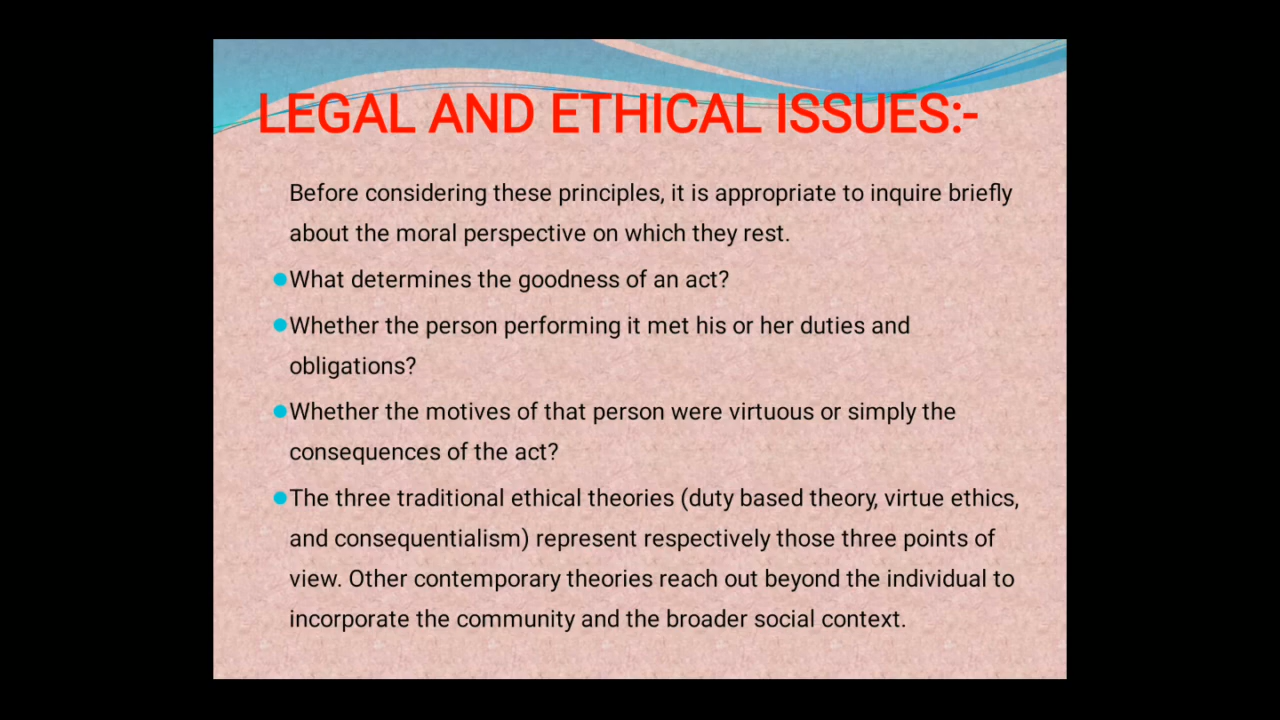 LEGAL AND ETHICAL ISSUES:-
Before considering these principles, it is appropriate to inquire briefly
about the moral perspective on which they rest.
What determines the goodness of an act?
Whether the person performing it met his or her duties and
obligations?
Whether the motives of that person were virtuous or simply the
consequences of the act?
The three traditional ethical theories (duty based theory, virtue ethics,
and consequentialism) represent respectively those three points of
view. Other contemporary theories reach out beyond the individual to
incorporate the community and the broader social context.